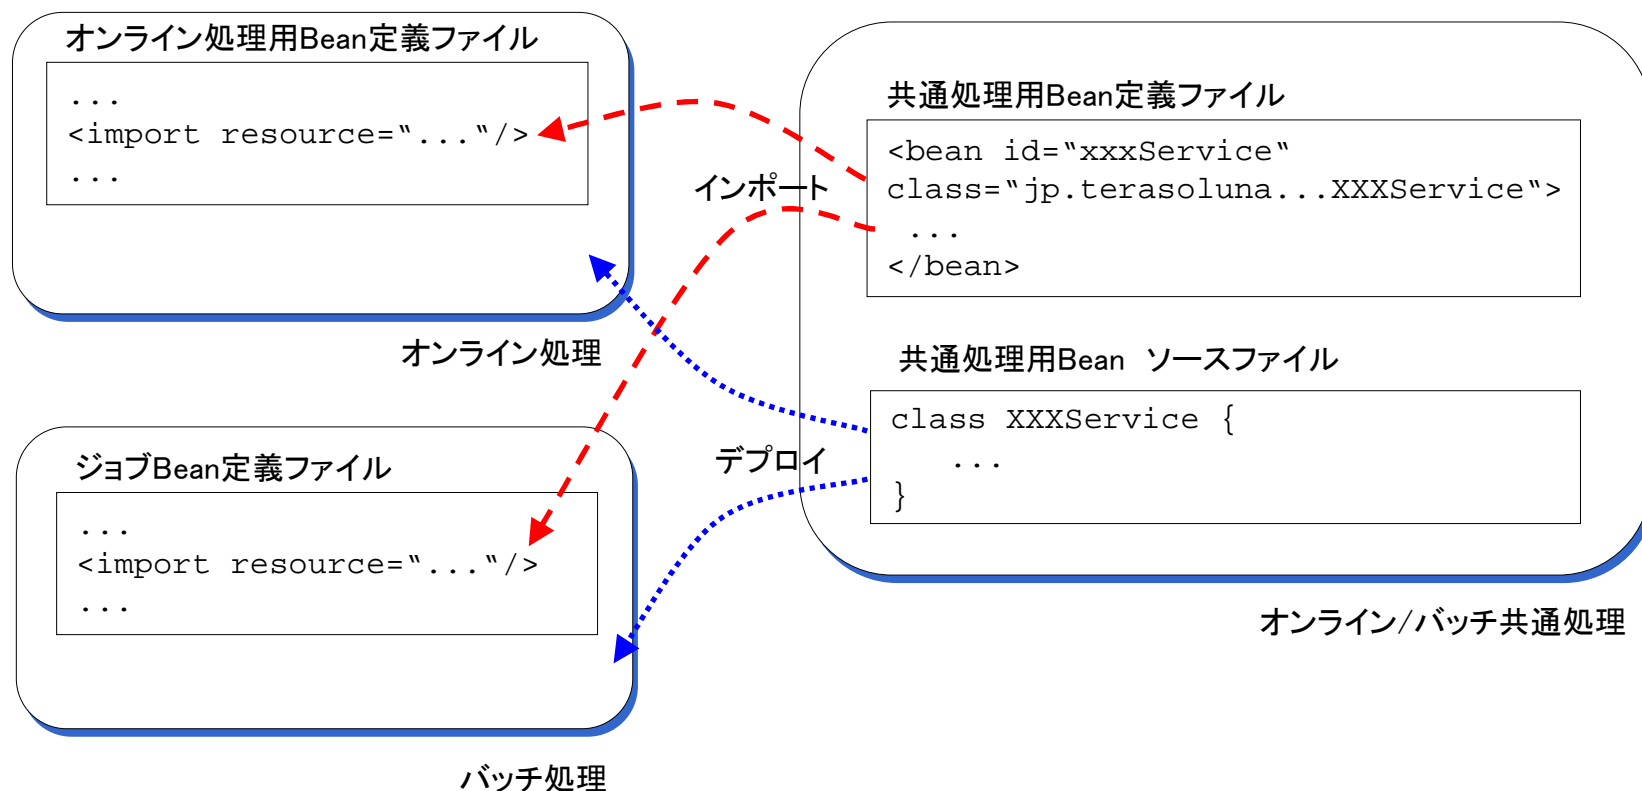 オンライン処理用Bean定義ファイル
...
<import resource=“...“/>
...
オンライン処理
ジョブBean定義ファイル
...
<import resource=“...“/>
...
バッチ処理
インポート
デプロイ
共通処理用Bean定義ファイル
<bean id=“xxxService“
class=“jp.terasoluna...XXXService“>
...
</bean>
共通処理用Bean　ソースファイル
class XXXService {
...
}
オンライン/バッチ共通処理